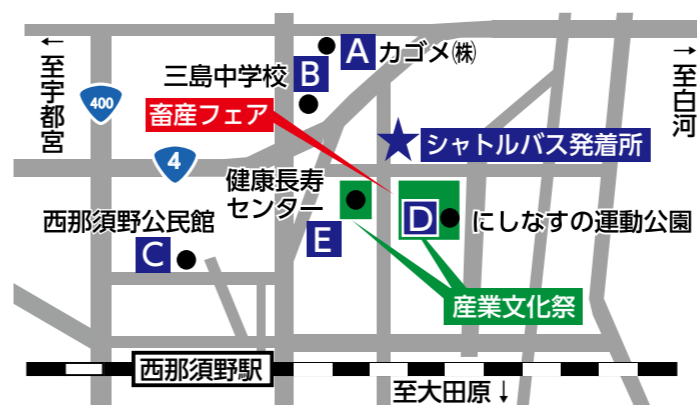 ←至宇都宮
400
A カゴメ㈱
三島中学校
B
→至白河
畜産フェア
4
シャトルバス発着所
健康長寿
センター
E
D にしなすの運動公園
西那須野公民館
C
産業文化祭
西那須野駅
至大田原↓